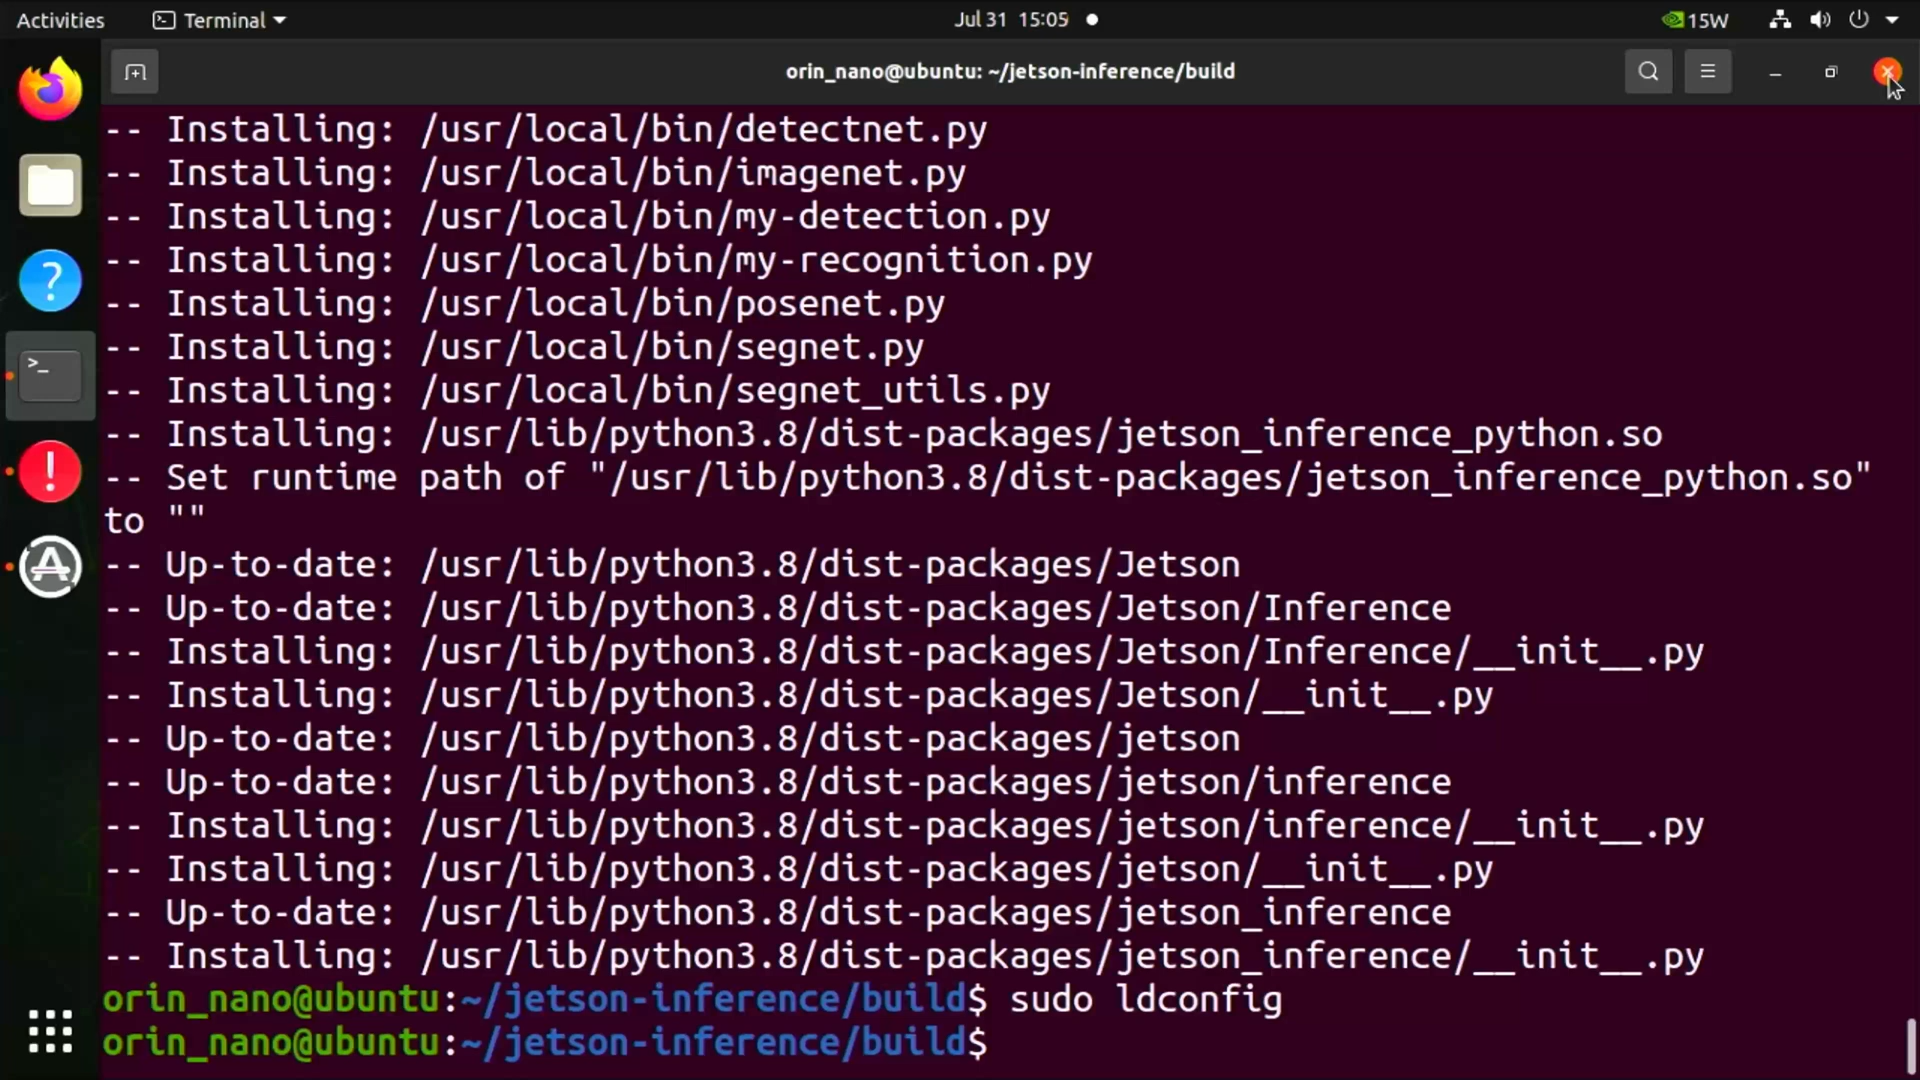 Activities
Terminal
Jul 31 15:05
15W
orin_nano@ubuntu: ~/jetson-inference/build
-- Installing: /usr/local/bin/detectnet.py
-- Installing: /usr/local/bin/imagenet.py
-- Installing: /usr/local/bin/my-detection.py
-- Installing: /usr/local/bin/my-recognition.py
-- Installing: /usr/local/bin/posenet.py
-- Installing: /usr/local/bin/segnet.py
-- Installing: /usr/local/bin/segnet_utils.py
-- Installing: /usr/lib/python3.8/dist-packages/jetson_inference_python.so
-- Set runtime path of "/usr/lib/python3.8/dist-packages/jetson_inference_python.so"
to ""
-- Up-to-date: /usr/lib/python3.8/dist-packages/Jetson
-- Up-to-date: /usr/lib/python3.8/dist-packages/Jetson/Inference
-- Installing: /usr/lib/python3.8/dist-packages/Jetson/Inference/__init__.py
-- Installing: /usr/lib/python3.8/dist-packages/Jetson/__init__.py
-- Up-to-date: /usr/lib/python3.8/dist-packages/jetson
-- Up-to-date: /usr/lib/python3.8/dist-packages/jetson/inference
-- Installing: /usr/lib/python3.8/dist-packages/jetson/inference/__init__.py
-- Installing: /usr/lib/python3.8/dist-packages/jetson/__init__.py
-- Up-to-date: /usr/lib/python3.8/dist-packages/jetson_inference
-- Installing: /usr/lib/python3.8/dist-packages/jetson_inference/__init__.py
orin_nano@ubuntu:~/jetson-inference/build$ sudo ldconfig
orin_nano@ubuntu:~/jetson-inference/build$